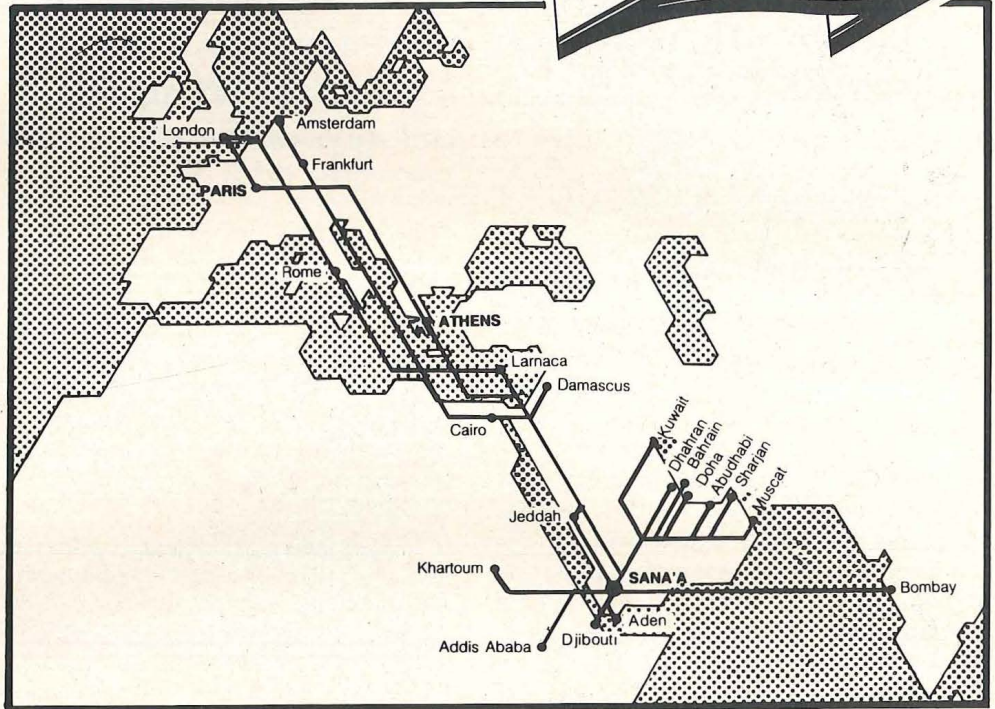 London
Amsterdam
Frankfurt
PARIS
Rome
ATHENS
Larnaca
Damascus
Cairo
Kuwait
Dhahran
Bahrain
Doha
Abudhabi
Sharjan
Muscat
Jeddah
Khartoum
SANA'A
Bombay
Aden
Djibouti
Addis Ababa